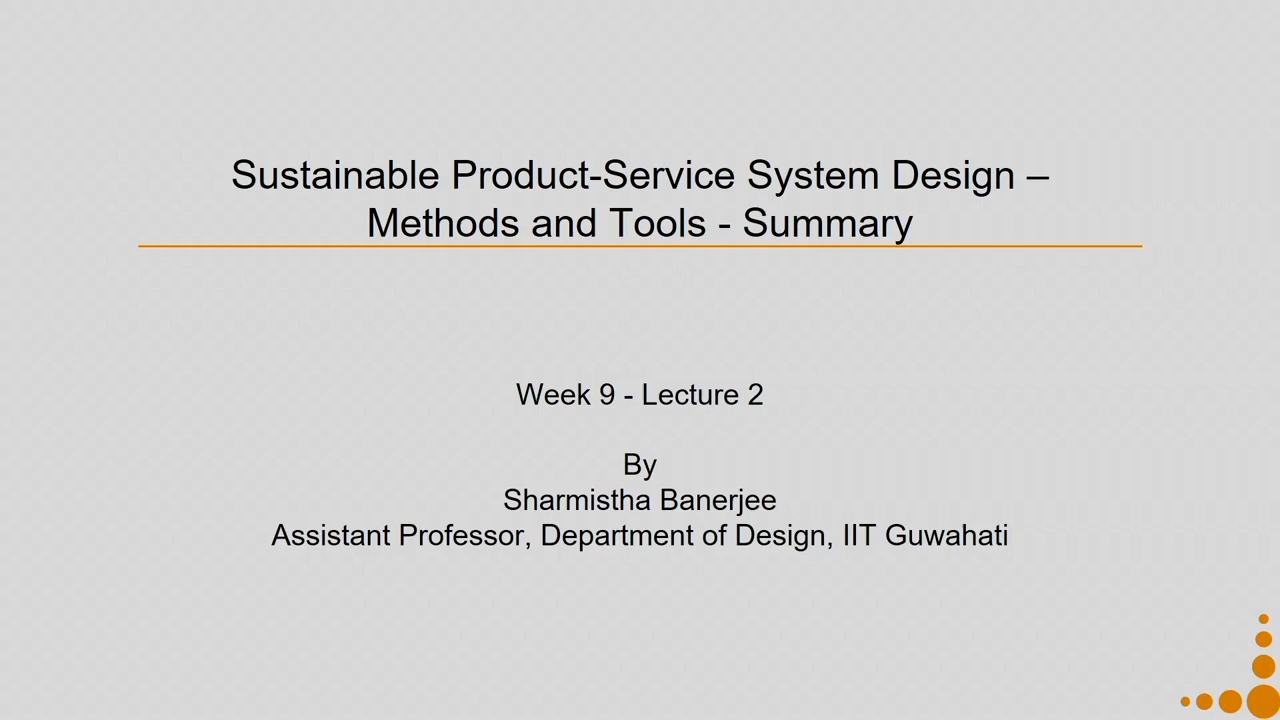 Sustainable Product-Service System Design –
Methods and Tools - Summary
Week 9 - Lecture 2
By
Sharmistha Banerjee
Assistant Professor, Department of Design, IIT Guwahati